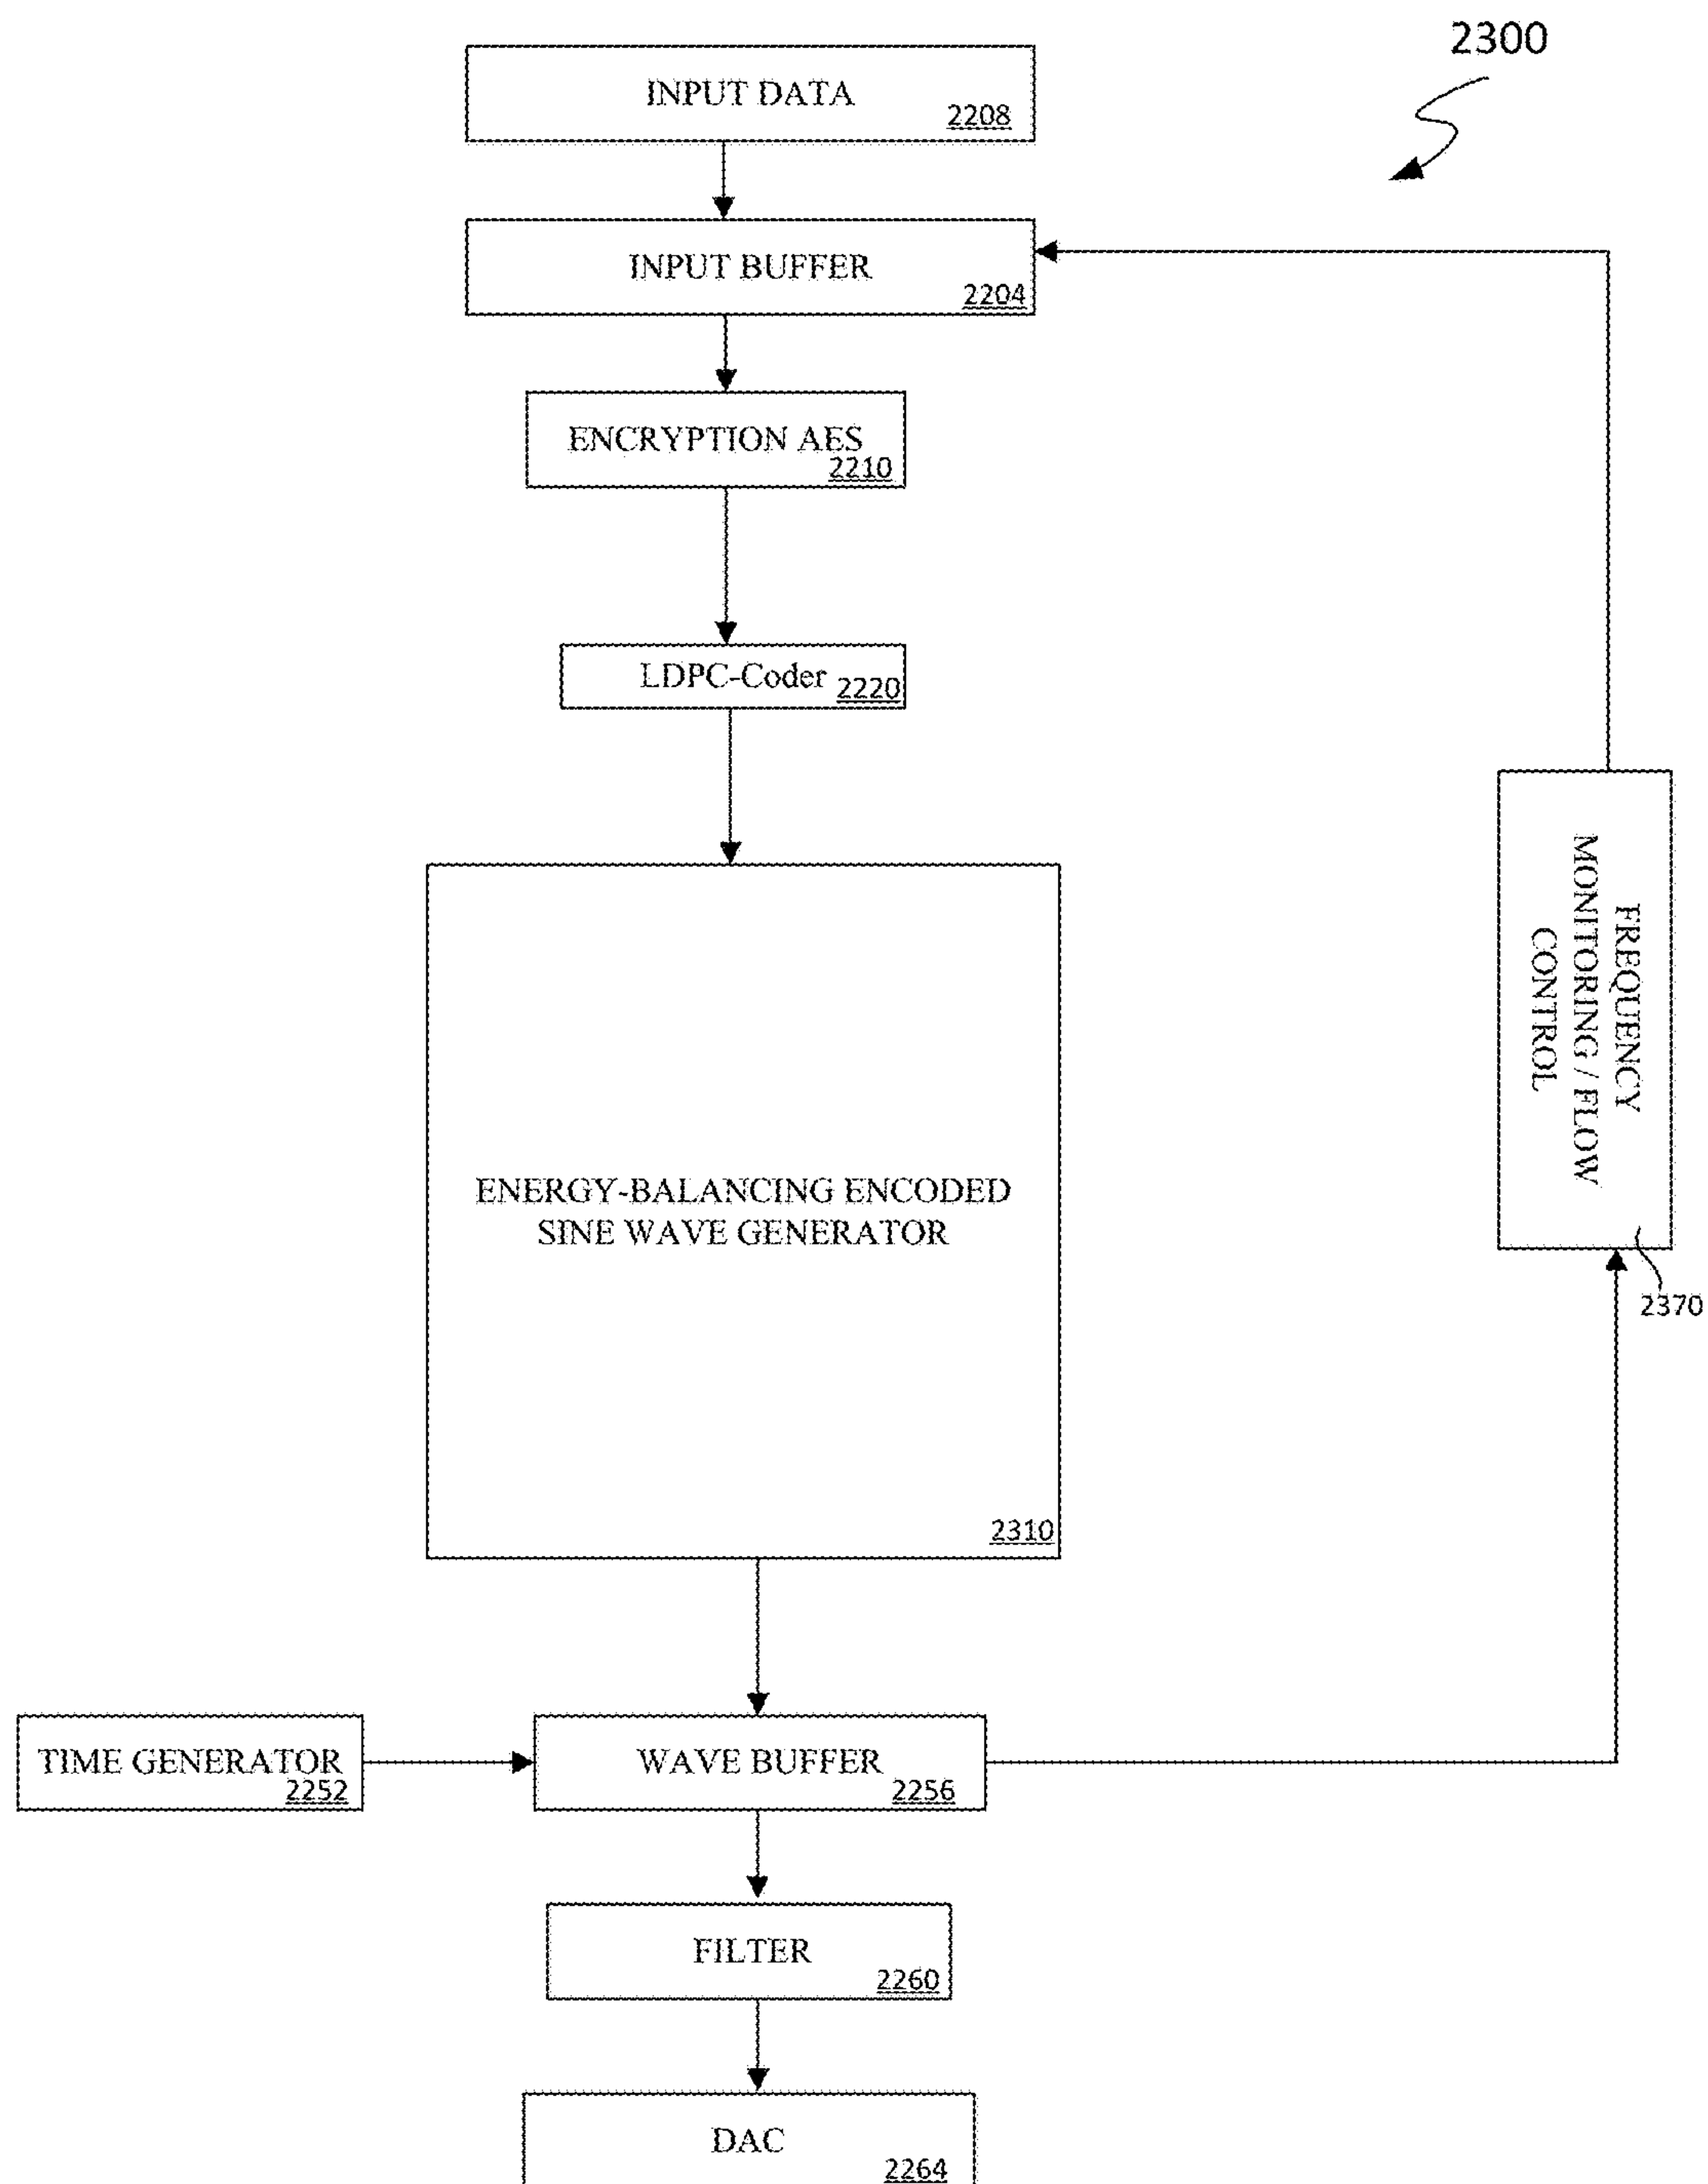 2300
INPUT DATA
2208
INPUT BUFFER
2204
ENCRYPTION AES
2210
LDPC-Coder
2220
FREQUENCY
MONITORING / FLOW
CONTROL
2370
ENERGY-BALANCING ENCODED
SINE WAVE GENERATOR
2310
TIME GENERATOR
2252
WAVE BUFFER
2256
FILTER
2260
DAC
2264